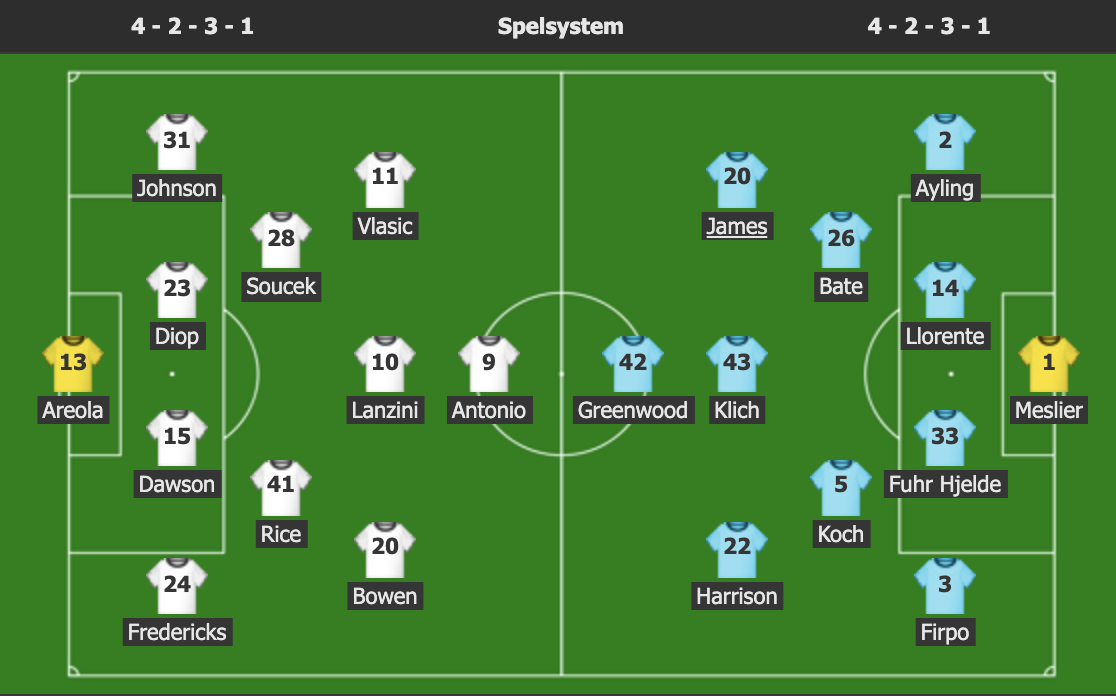 4 - 2 - 3 - 1 Spelsystem 4 - 2 - 3 - 1
31
Johnson
2
Ayling
11
Vlasic
20
James
28
Soucek
26
Bate
23
Diop
14
Llorente
13
Areola
10
Lanzini
9
Antonio
42
Greenwood
43
Klich
1
Meslier
15
Dawson
33
Fuhr Hjelde
41
Rice
5
Koch
20
Bowen
22
Harrison
24
Fredericks
3
Firpo